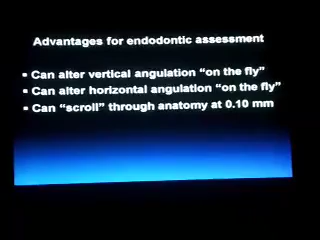 Advantages for endodontic assessment
▪ Can alter vertical angulation “on the fly”
▪ Can alter horizontal angulation “on the fly”
▪ Can “scroll” through anatomy at 0.10 mm